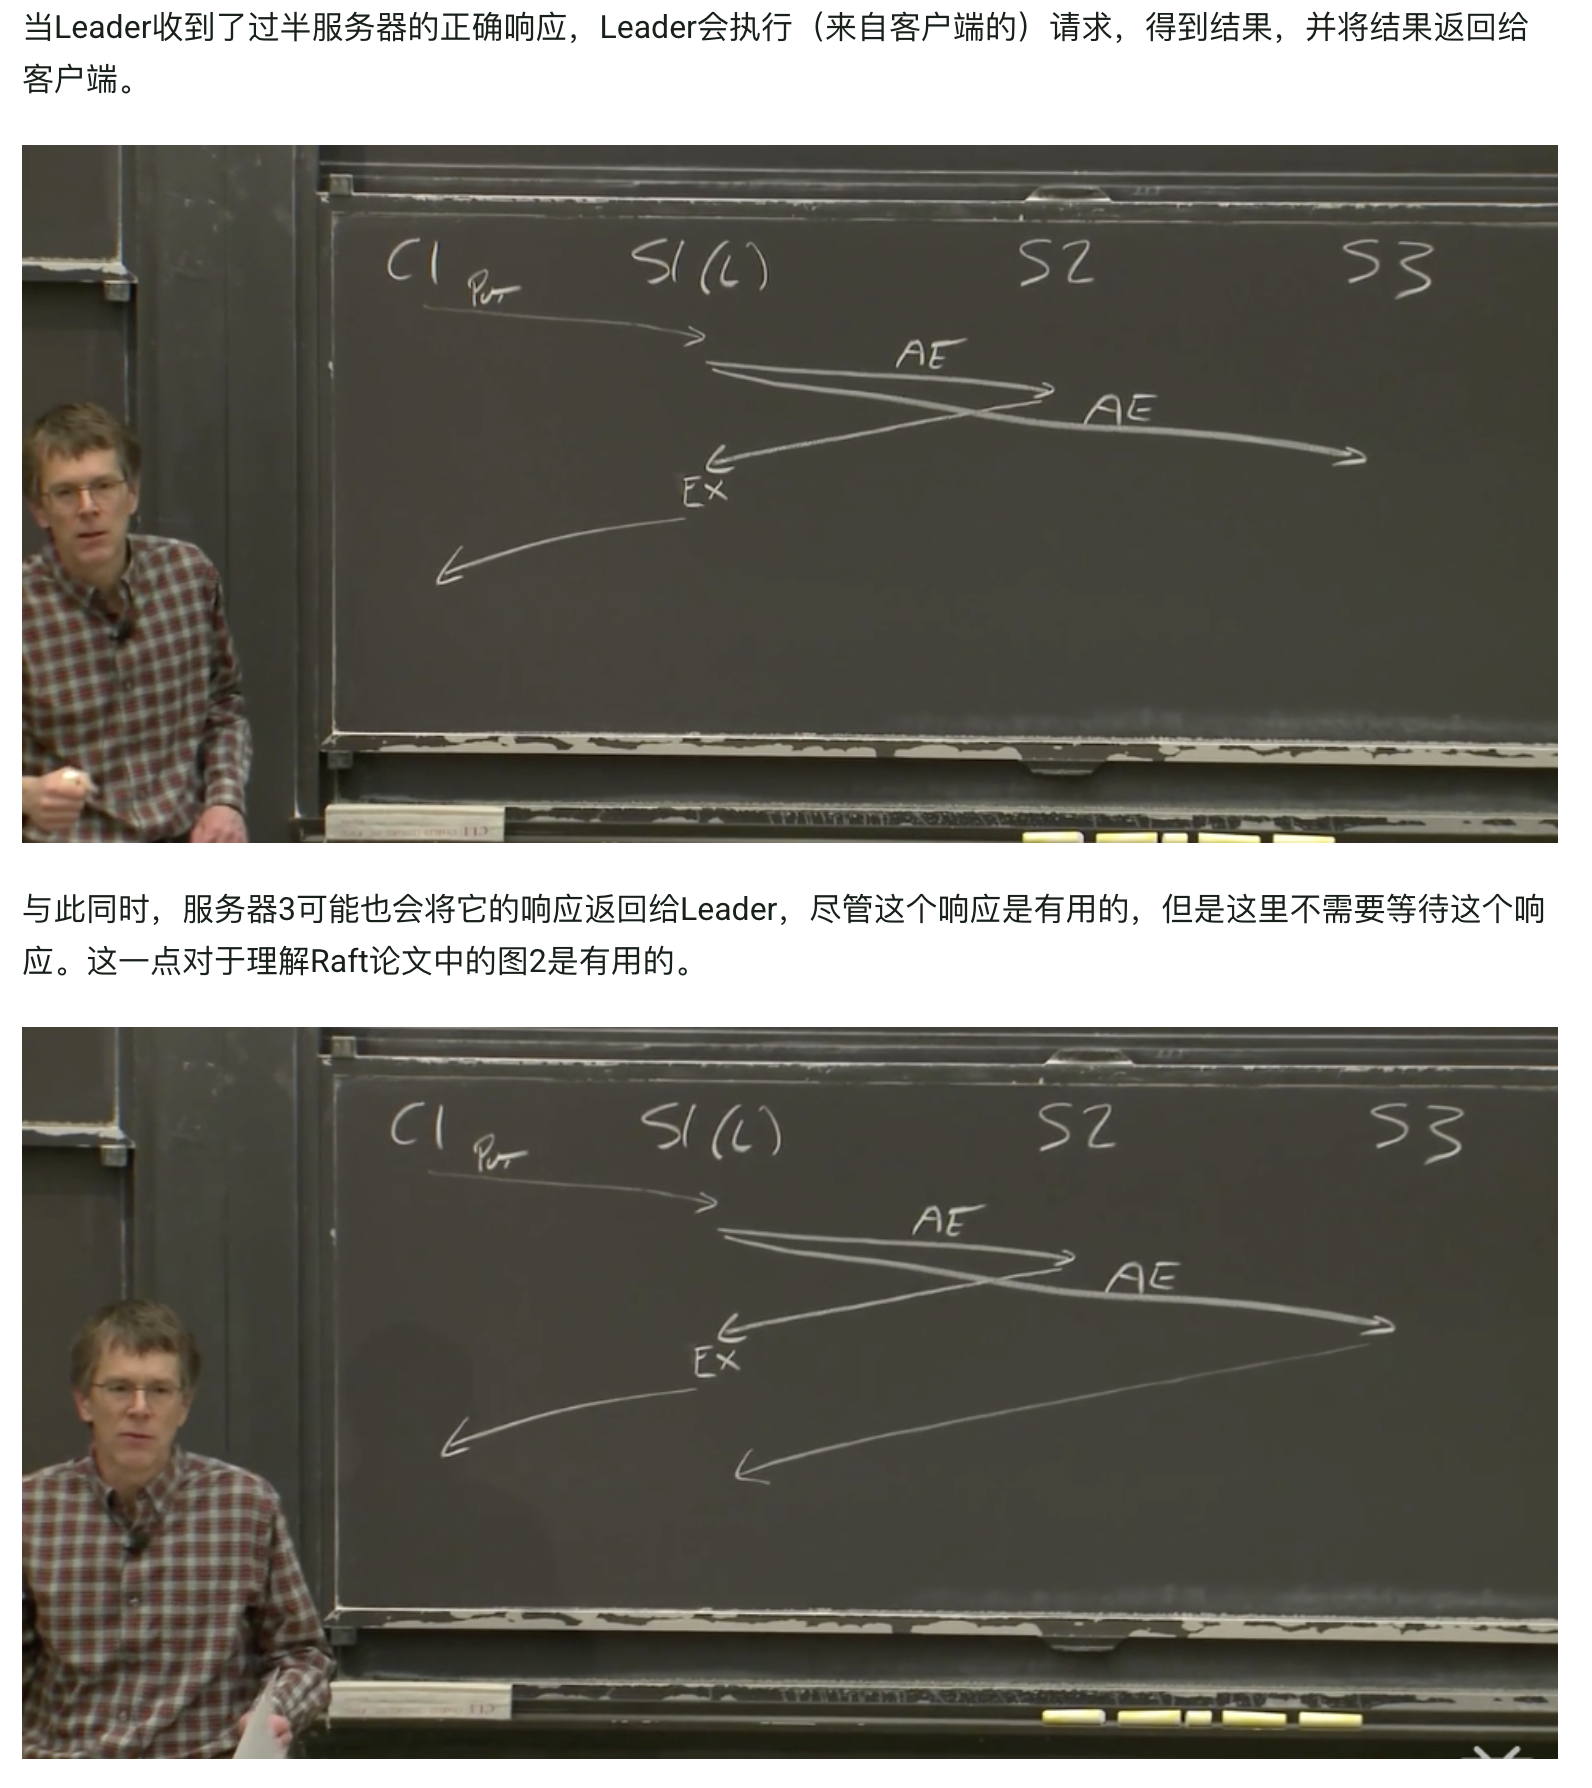 当Leader收到了过半服务器的正确响应，Leader会执行（来自客户端的）请求，得到结果，并将结果返回给
客户端。
C1 S1(L) S2 S3
Put
AE
AE
EX
与此同时，服务器3可能也会将它的响应返回给Leader，尽管这个响应是有用的，但是这里不需要等待这个响
应。这一点对于理解Raft论文中的图2是有用的。
C1 S1(L) S2 S3
Put
AE
AE
EX